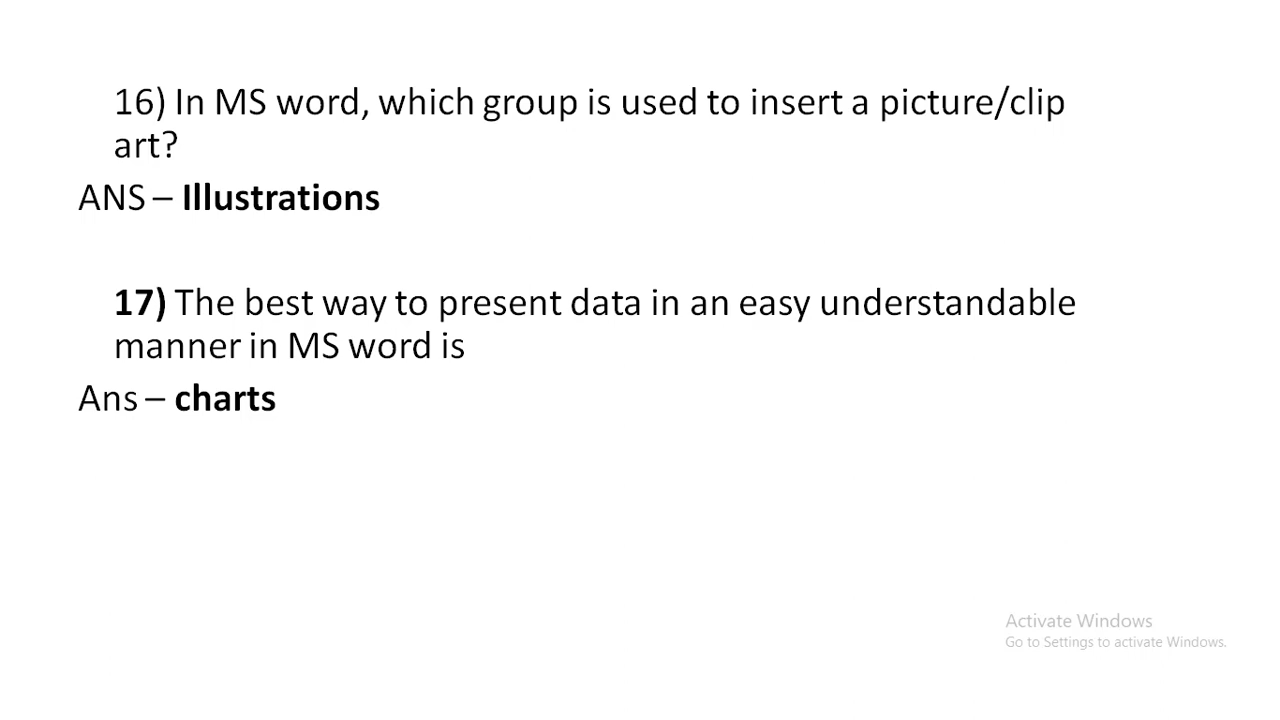 16) In MS word, which group is used to insert a picture/clip
art?
ANS – Illustrations
17) The best way to present data in an easy understandable
manner in MS word is
Ans – charts
Activate Windows
Go to Settings to activate Windows.